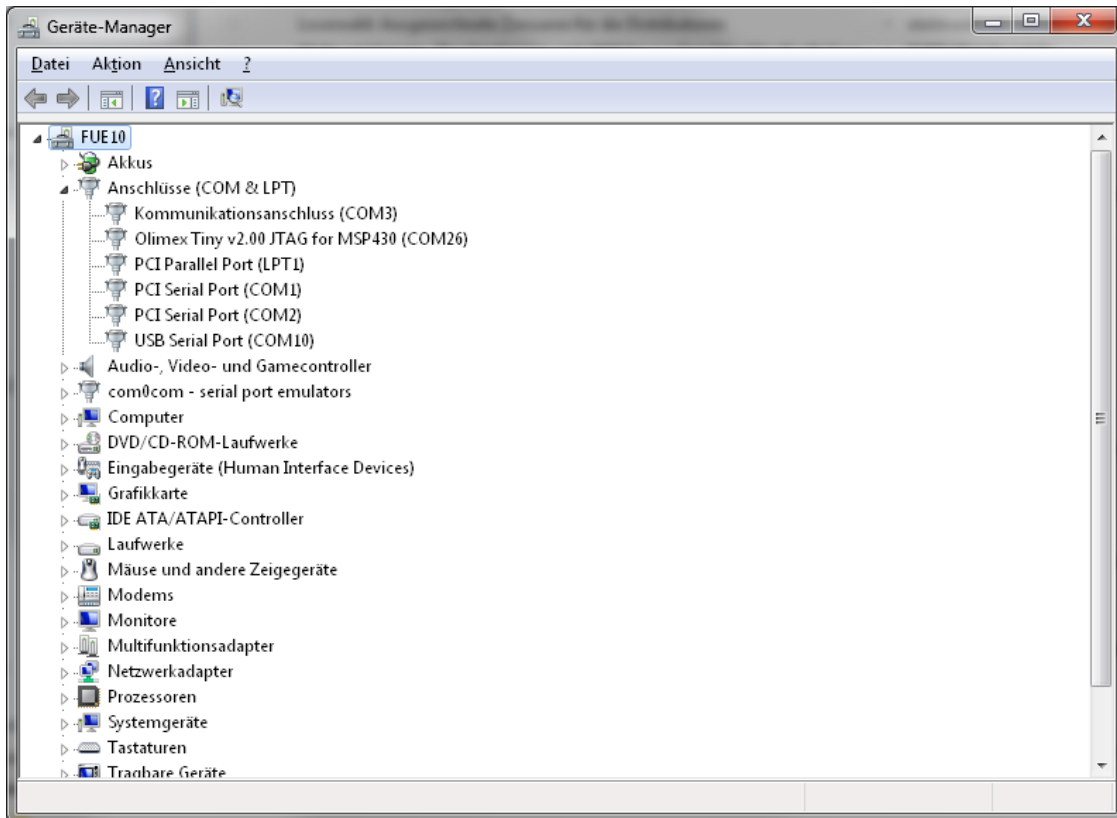 Geräte-Manager
Datei Aktion Ansicht ?
FUE10
Akkus
Anschlüsse (COM & LPT)
Kommunikationsanschluss (COM3)
Olimex Tiny v2.00 JTAG for MSP430 (COM26)
PCI Parallel Port (LPT1)
PCI Serial Port (COM1)
PCI Serial Port (COM2)
USB Serial Port (COM10)
Audio-, Video- und Gamecontroller
com0com - serial port emulators
Computer
DVD/CD-ROM-Laufwerke
Eingabegeräte (Human Interface Devices)
Grafikkarte
IDE ATA/ATAPI-Controller
Laufwerke
Mäuse und andere Zeigegeräte
Modems
Monitore
Multifunktionsadapter
Netzwerkadapter
Prozessoren
Systemgeräte
Tastaturen
Tragbare Geräte